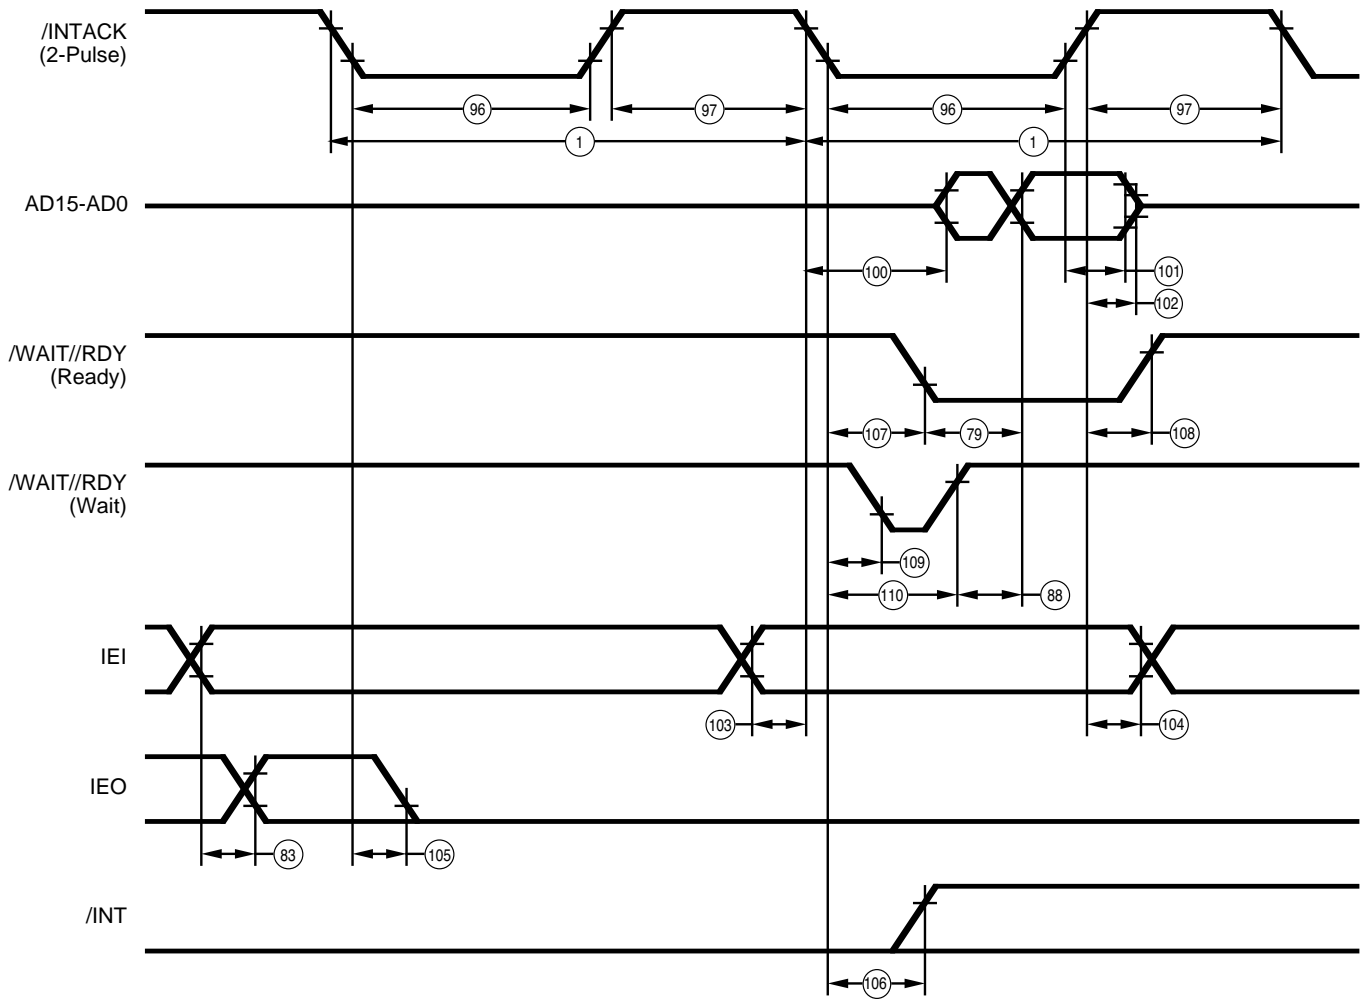 /INTACK
(2-Pulse)
96
97
96
97
1
1
AD15-AD0
100
101
102
/WAIT//RDY
(Ready)
107
79
108
/WAIT//RDY
(Wait)
109
110
88
IEI
103
104
IEO
83
105
/INT
106